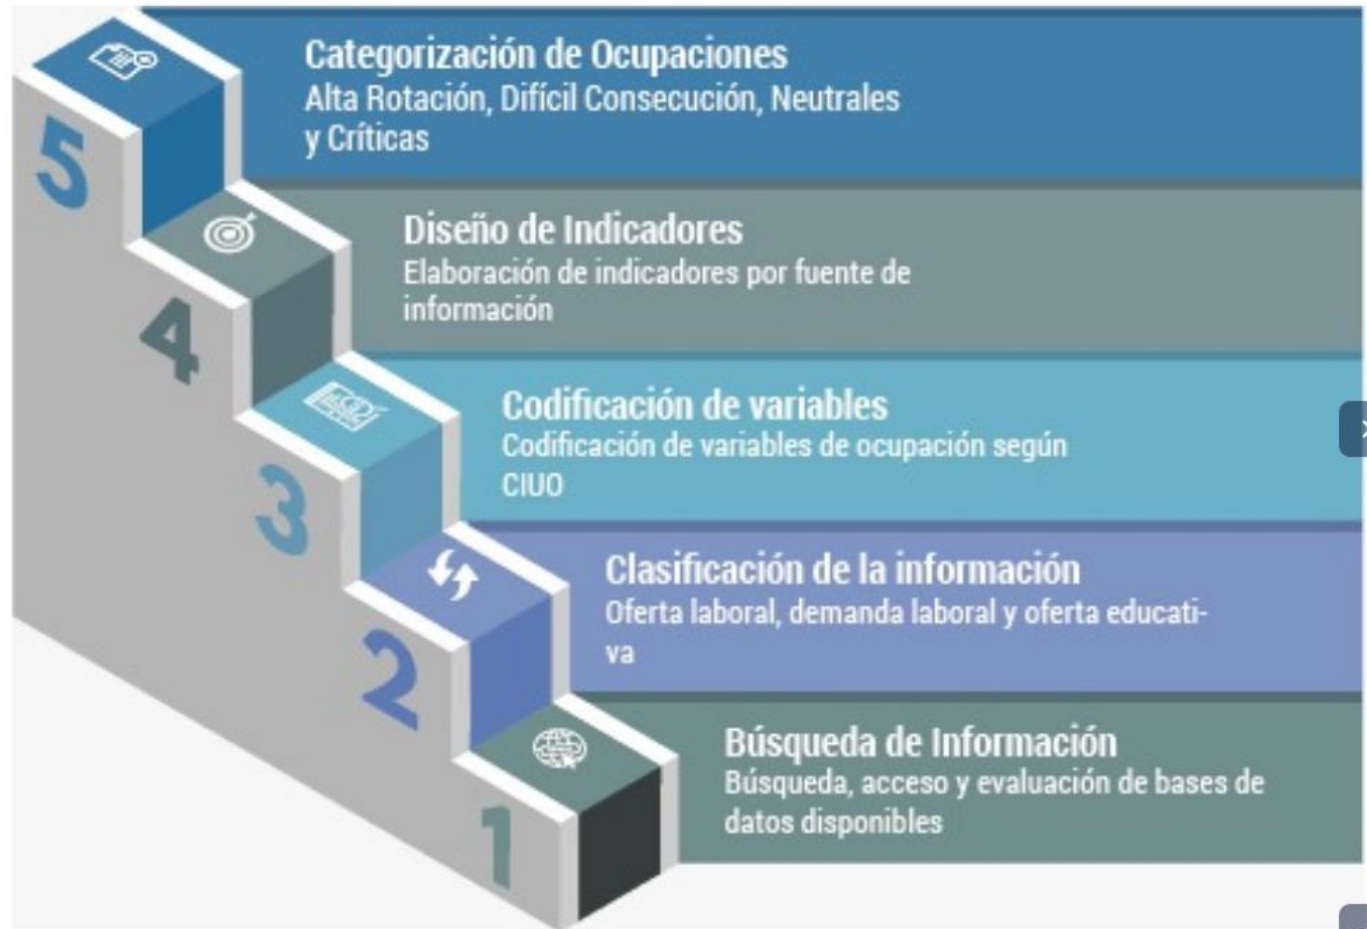 5
Categorización de Ocupaciones
Alta Rotación, Difícil Consecución, Neutrales
y Críticas
4
Diseño de Indicadores
Elaboración de indicadores por fuente de
información
3
Codificación de variables
Codificación de variables de ocupación según
CIUO
2
Clasificación de la información
Oferta laboral, demanda laboral y oferta educati-
va
1
Búsqueda de Información
Búsqueda, acceso y evaluación de bases de
datos disponibles